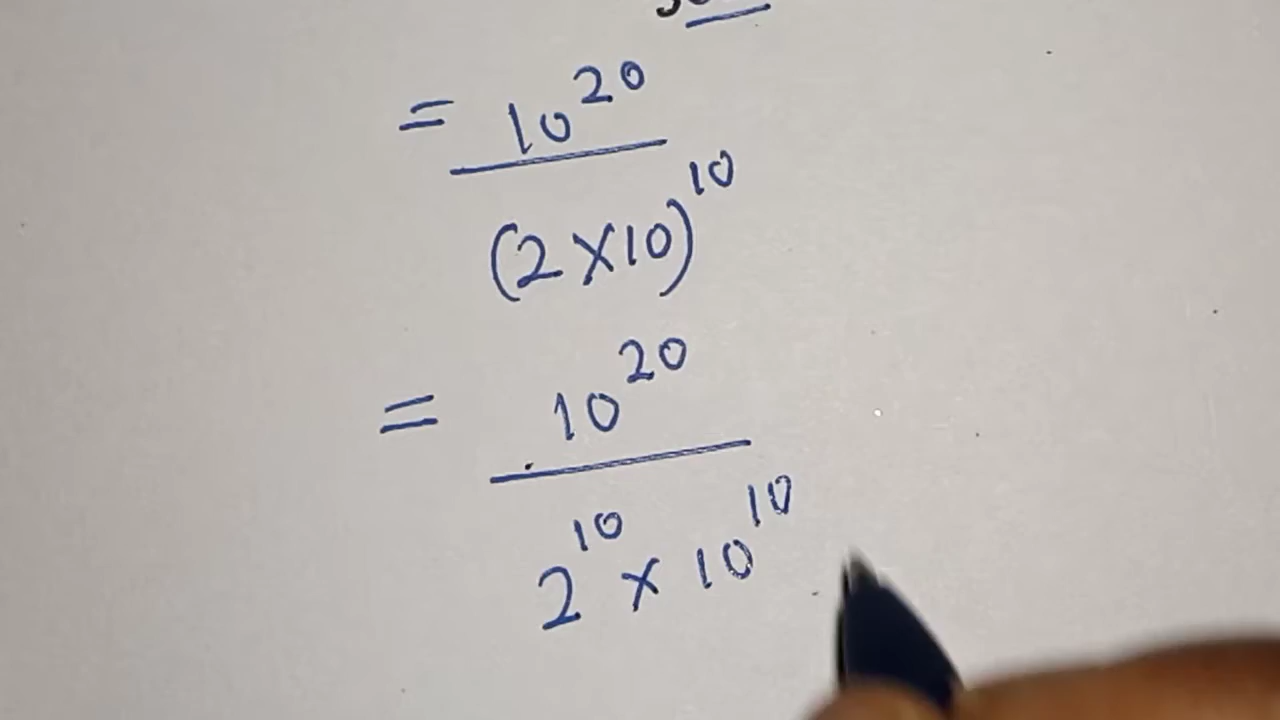 = 10^20
(2×10)^10
= 10^20
2^10 × 10^10